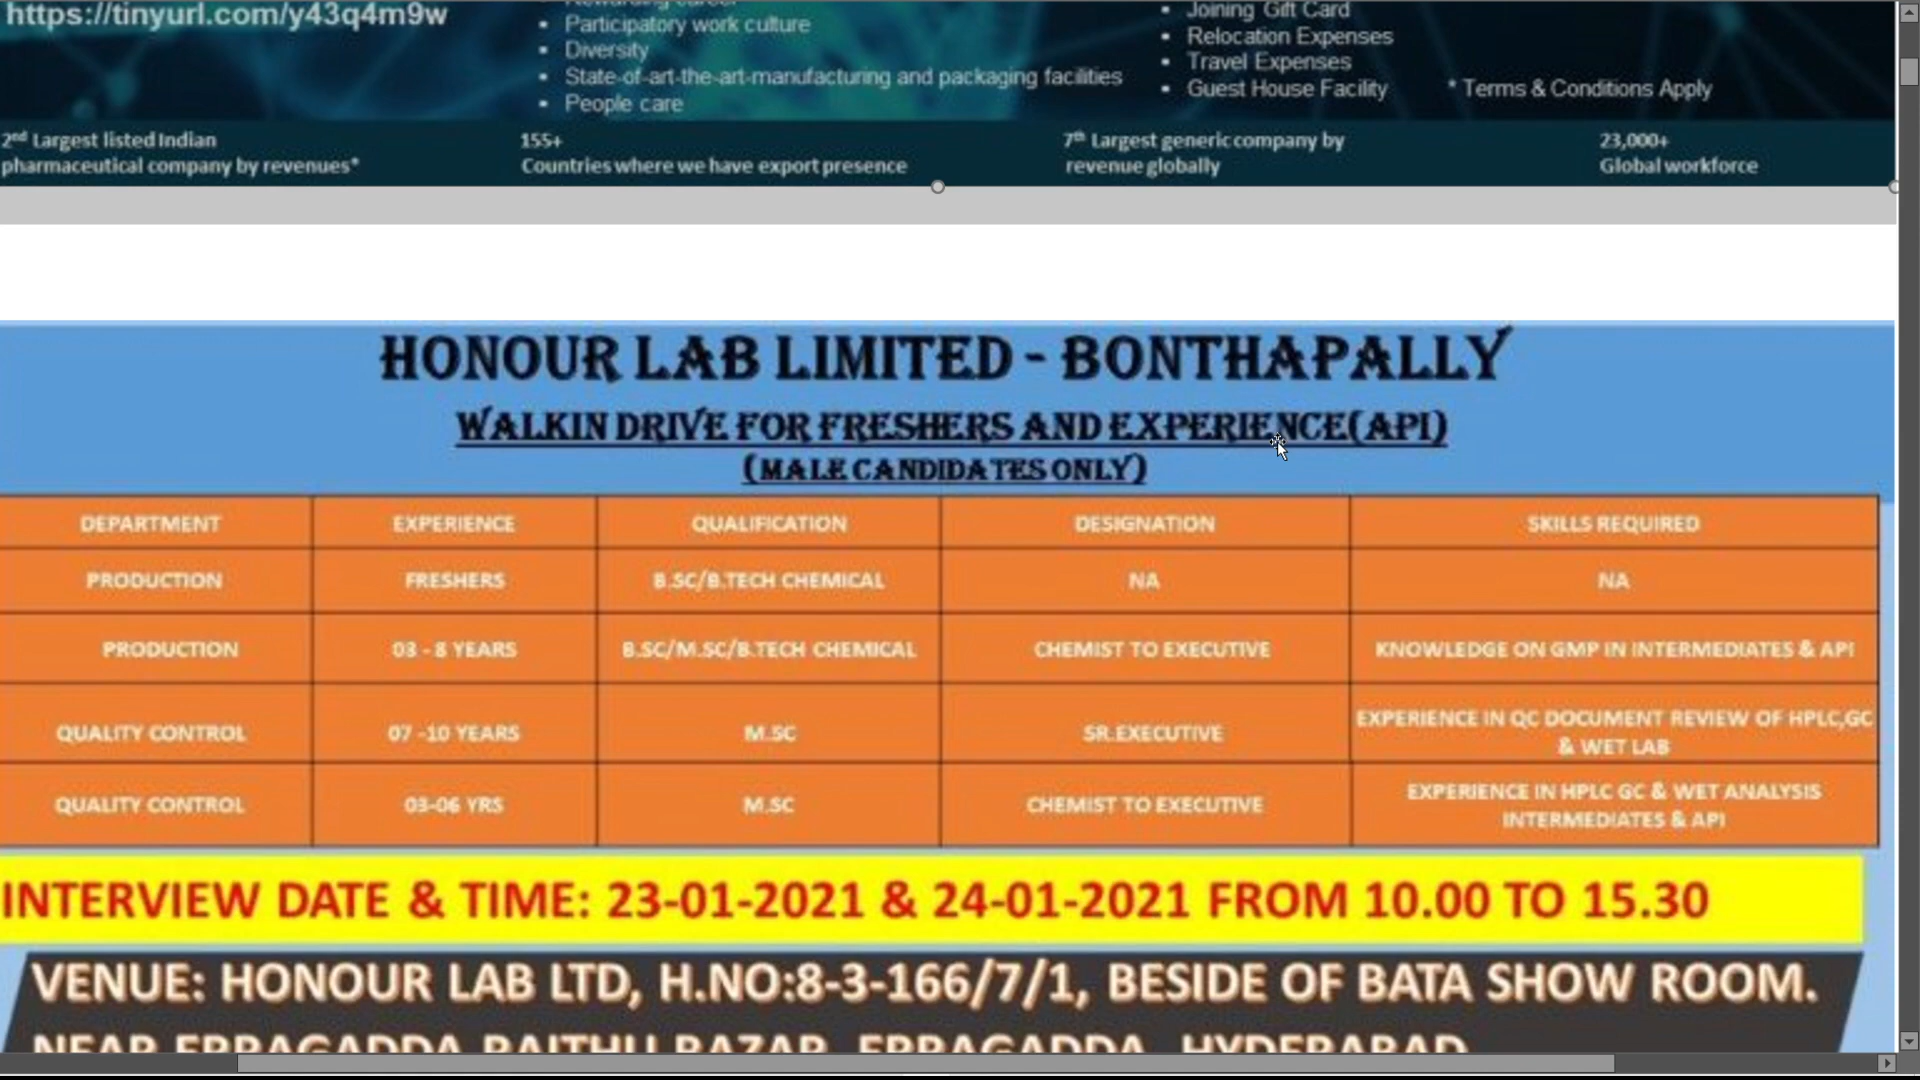 https://tinyurl.com/y43q4m9w
Participatory work culture
Diversity
State-of-art-the-art-manufacturing and packaging facilities
People care
Joining Gift Card
Relocation Expenses
Travel Expenses
Guest House Facility
* Terms & Conditions Apply
2nd Largest listed Indian
pharmaceutical company by revenues*
155+
Countries where we have export presence
7th Largest generic company by
revenue globally
23,000+
Global workforce
HONOUR LAB LIMITED - BONTHAPALLY
WALKIN DRIVE FOR FRESHERS AND EXPERIENCE(API)
(MALE CANDIDATES ONLY)
DEPARTMENT EXPERIENCE QUALIFICATION DESIGNATION SKILLS REQUIRED
PRODUCTION FRESHERS B.SC/B.TECH CHEMICAL NA NA
PRODUCTION 03 - 8 YEARS B.SC/M.SC/B.TECH CHEMICAL CHEMIST TO EXECUTIVE KNOWLEDGE ON GMP IN INTERMEDIATES & API
QUALITY CONTROL 07 -10 YEARS M.SC SR.EXECUTIVE EXPERIENCE IN QC DOCUMENT REVIEW OF HPLC,GC
& WET LAB
QUALITY CONTROL 03-06 YRS M.SC CHEMIST TO EXECUTIVE EXPERIENCE IN HPLC GC & WET ANALYSIS
INTERMEDIATES & API
INTERVIEW DATE & TIME: 23-01-2021 & 24-01-2021 FROM 10.00 TO 15.30
VENUE: HONOUR LAB LTD, H.NO:8-3-166/7/1, BESIDE OF BATA SHOW ROOM.
NEAR ERRAGADDA RAITHU BAZAR, ERRAGADDA, HYDERABAD